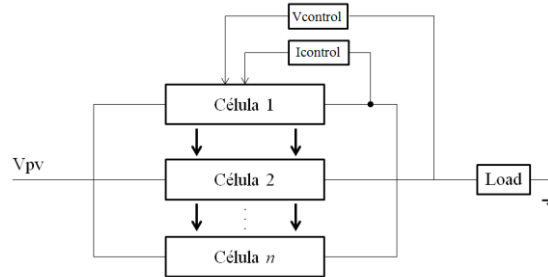 Vcontrol
Icontrol
Célula 1
Vpv
Célula 2
Load
Célula n